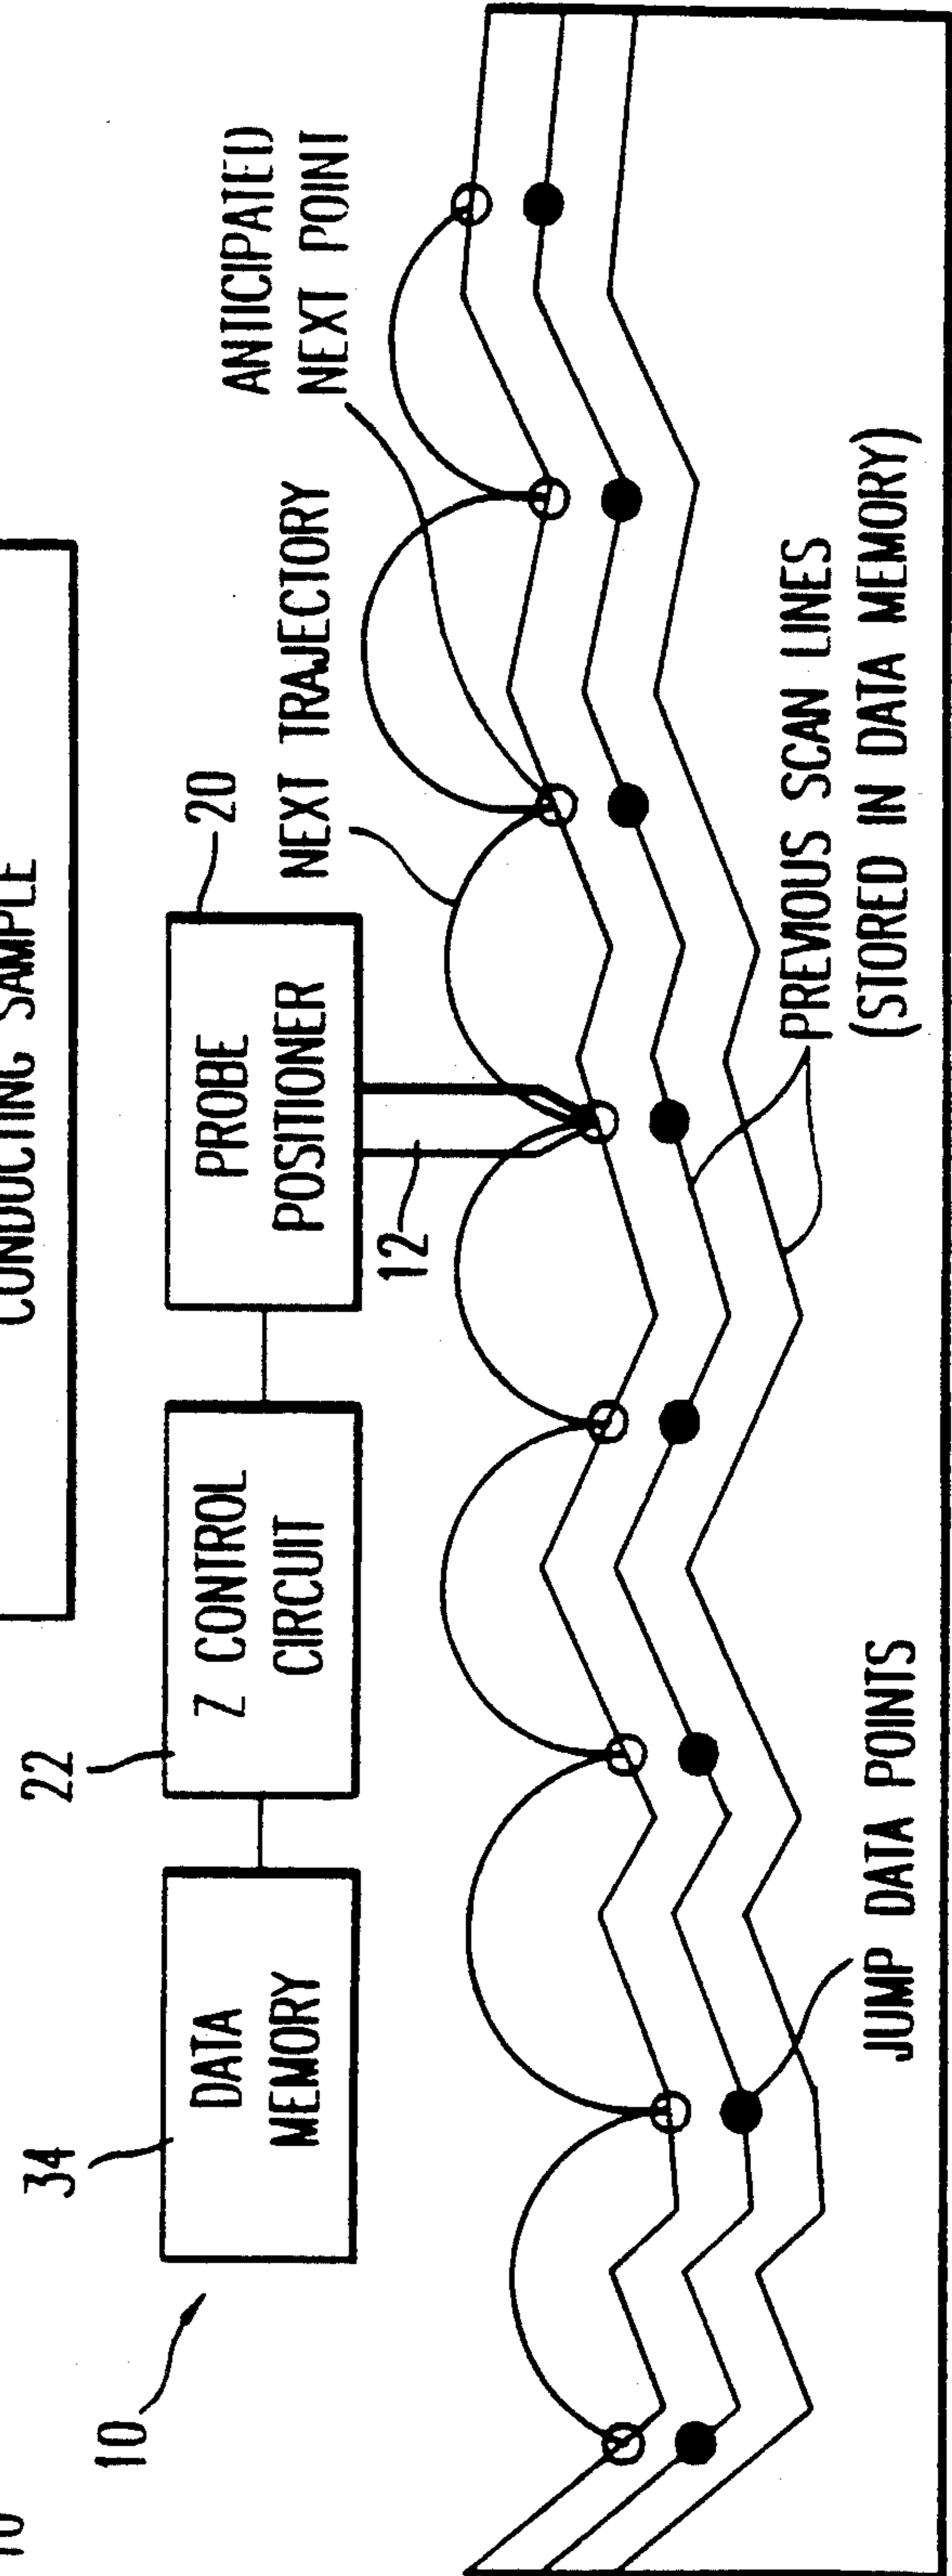 CONDUCTING SAMPLE
10
34
DATA
MEMORY
22
Z CONTROL
CIRCUIT
20
PROBE
POSITIONER
12
NEXT TRAJECTORY
ANTICIPATED
NEXT POINT
JUMP DATA POINTS
PREVIOUS SCAN LINES
(STORED IN DATA MEMORY)